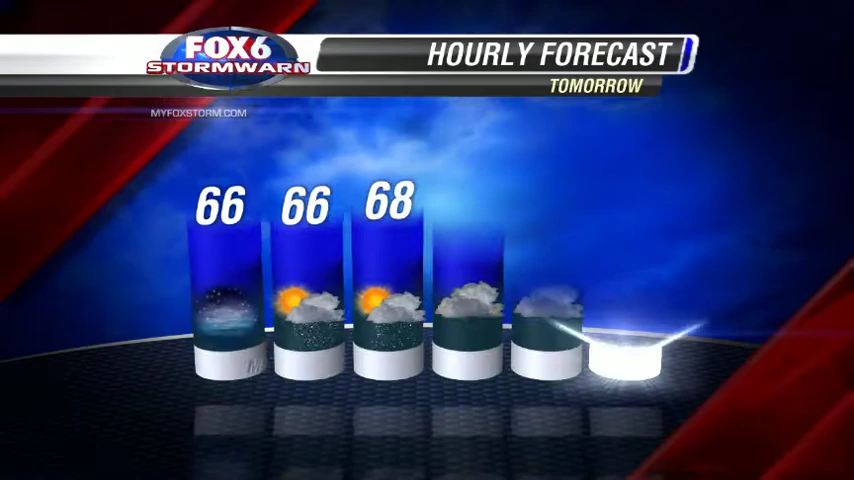 FOX6
STORMWARN
HOURLY FORECAST
TOMORROW
MYFOXSTORM.COM
66 66 68